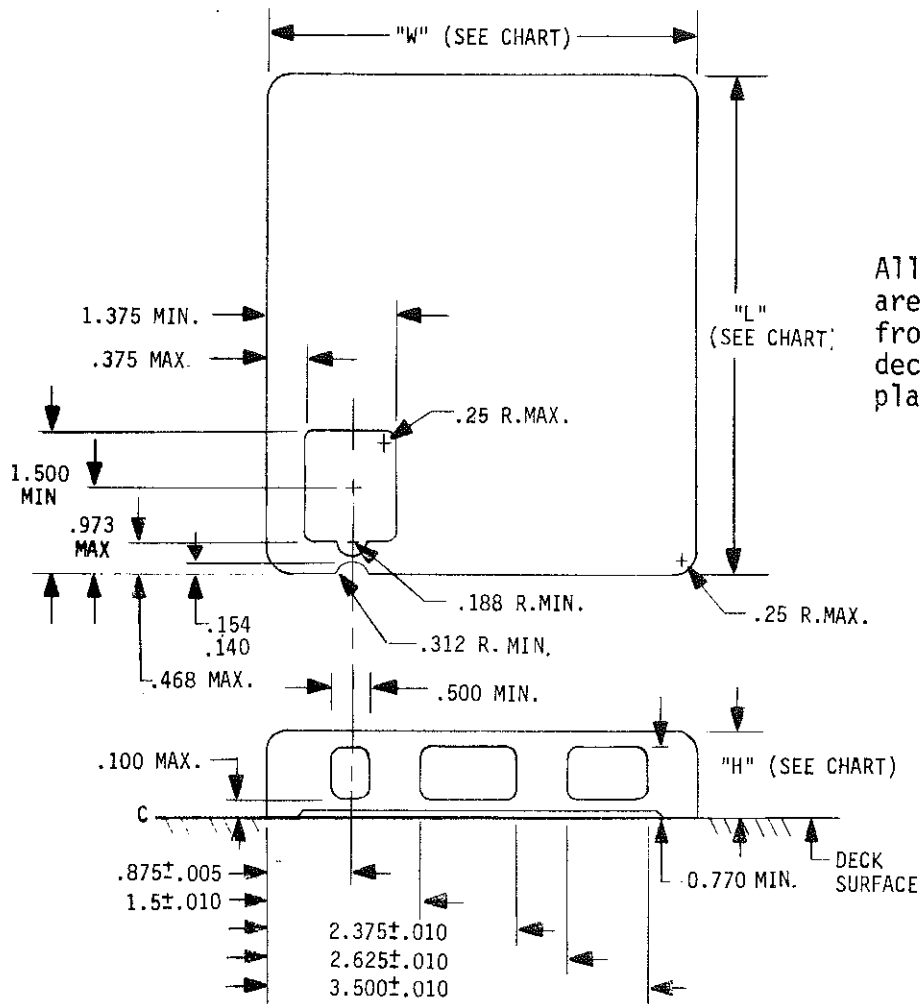 "W" (SEE CHART)
All
are
fro
dec
pla
"L"
(SEE CHART)
1.375 MIN.
.375 MAX.
.25 R.MAX.
1.500
MIN
.973
MAX
.188 R.MIN.
.25 R.MAX.
.154
.140
.312 R. MIN.
.468 MAX.
.500 MIN.
.100 MAX.
"H" (SEE CHART)
C
.875±.005
0.770 MIN.
DECK
SURFACE
1.5±.010
2.375±.010
2.625±.010
3.500±.010